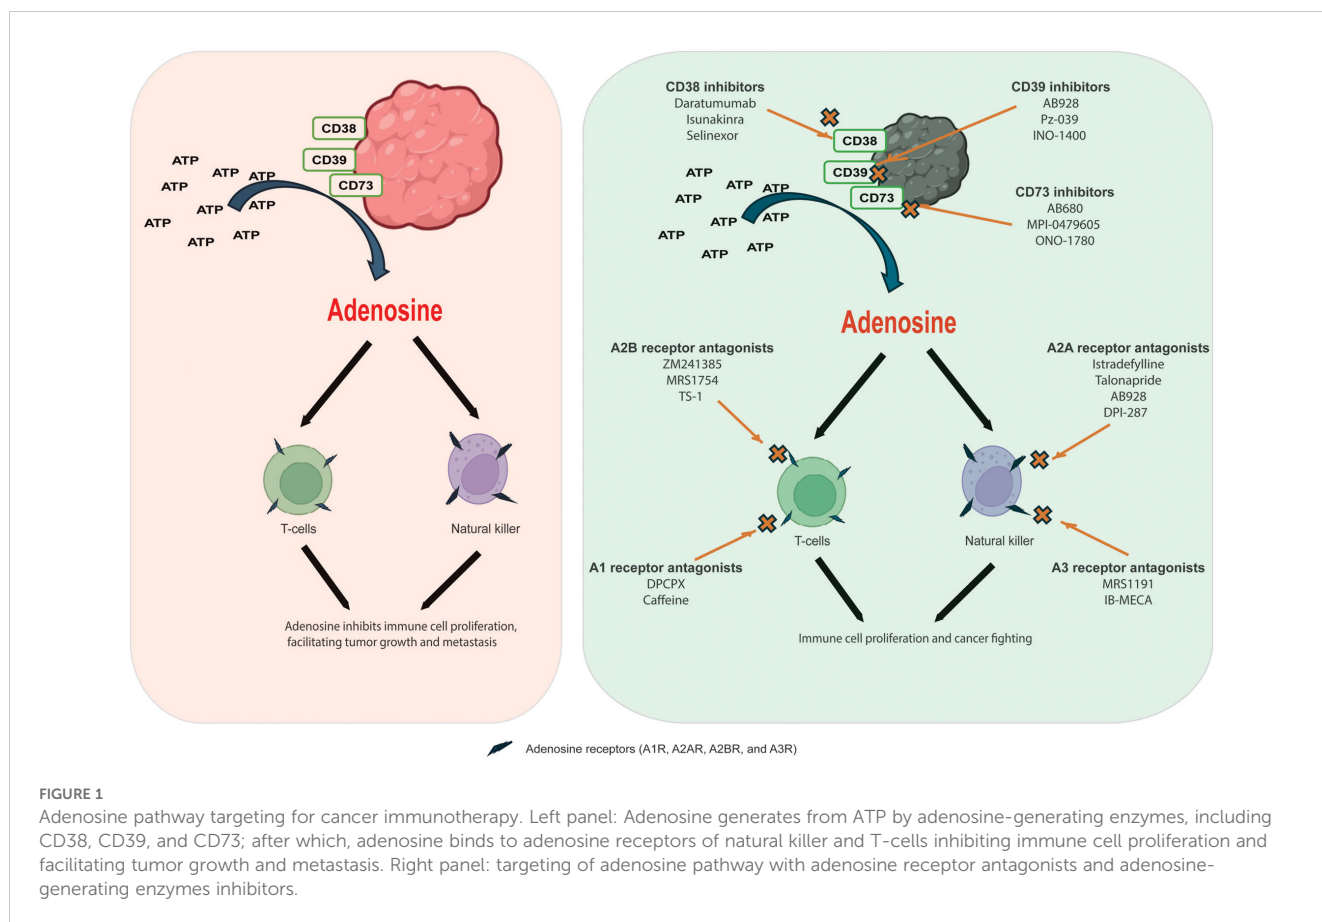 CD38
CD39
CD73
ATP
ATP
ATP
ATP
ATP
ATP
ATP
ATP
ATP
ATP
Adenosine
T-cells
Natural killer
Adenosine inhibits immune cell proliferation,
facilitating tumor growth and metastasis
CD38 inhibitors
Daratumumab
Isunakinra
Selinexor
CD39 inhibitors
AB928
Pz-039
INO-1400
CD38
CD39
CD73
CD73 inhibitors
AB680
MPI-0479605
ONO-1780
ATP
ATP
ATP
ATP
ATP
ATP
ATP
ATP
ATP
ATP
Adenosine
A2B receptor antagonists
ZM241385
MRS1754
TS-1
A2A receptor antagonists
Istradefylline
Talonapride
AB928
DPI-287
T-cells
Natural killer
A1 receptor antagonists
DPCPX
Caffeine
A3 receptor antagonists
MRS1191
IB-MECA
Immune cell proliferation and cancer fighting
Adenosine receptors (A1R, A2AR, A2BR, and A3R)
FIGURE 1
Adenosine pathway targeting for cancer immunotherapy. Left panel: Adenosine generates from ATP by adenosine-generating enzymes, including
CD38, CD39, and CD73; after which, adenosine binds to adenosine receptors of natural killer and T-cells inhibiting immune cell proliferation and
facilitating tumor growth and metastasis. Right panel: targeting of adenosine pathway with adenosine receptor antagonists and adenosine-
generating enzymes inhibitors.